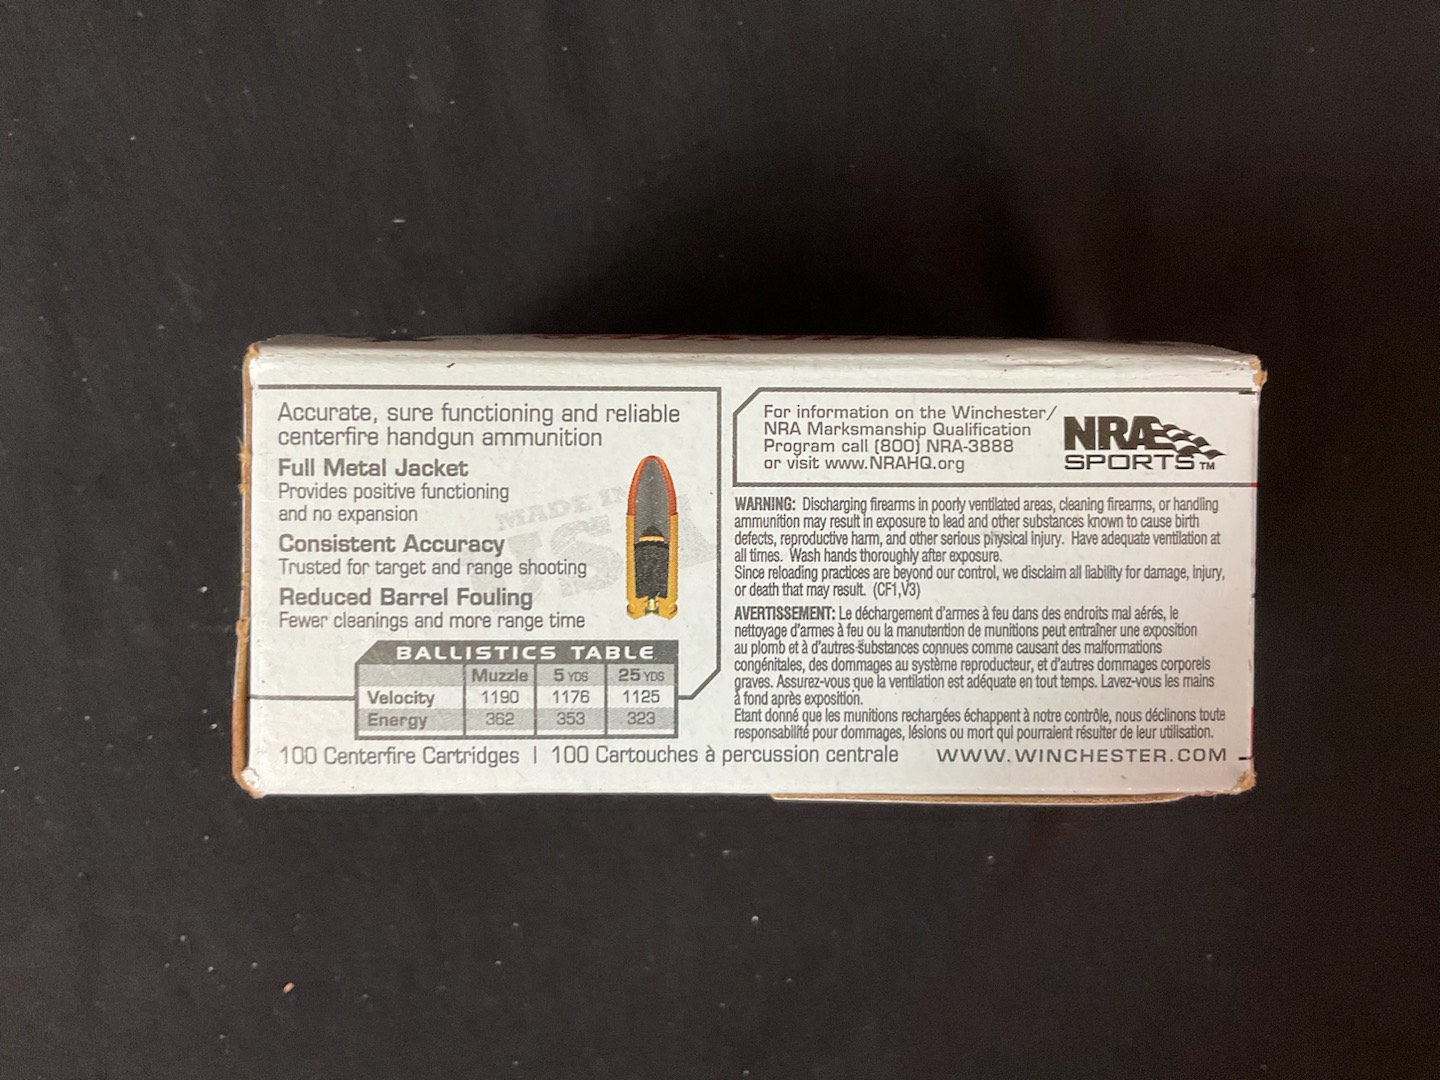 Accurate, sure functioning and reliable
centerfire handgun ammunition
Full Metal Jacket
Provides positive functioning
and no expansion
Consistent Accuracy
Trusted for target and range shooting
Reduced Barrel Fouling
Fewer cleanings and more range time
MADE IN
USA
BALLISTICS TABLE
Muzzle 5 YDS 25 YDS
Velocity 1190 1176 1125
Energy 362 353 323
For information on the Winchester/
NRA Marksmanship Qualification
Program call (800) NRA-3888
or visit www.NRAHQ.org
NRA
SPORTS™
WARNING: Discharging firearms in poorly ventilated areas, cleaning firearms, or handling
ammunition may result in exposure to lead and other substances known to cause birth
defects, reproductive harm, and other serious physical injury. Have adequate ventilation at
all times. Wash hands thoroughly after exposure.
Since reloading practices are beyond our control, we disclaim all liability for damage, injury,
or death that may result. (CF1,V3)
AVERTISSEMENT: Le déchargement d'armes à feu dans des endroits mal aérés, le
nettoyage d'armes à feu ou la manutention de munitions peut entraîner une exposition
au plomb et à d'autres substances connues comme causant des malformations
congénitales, des dommages au système reproducteur, et d'autres dommages corporels
graves. Assurez-vous que la ventilation est adéquate en tout temps. Lavez-vous les mains
à fond après exposition.
Etant donné que les munitions rechargées échappent à notre contrôle, nous déclinons toute
responsabilité pour dommages, lésions ou mort qui pourraient résulter de leur utilisation.
100 Centerfire Cartridges | 100 Cartouches à percussion centrale
WWW.WINCHESTER.COM